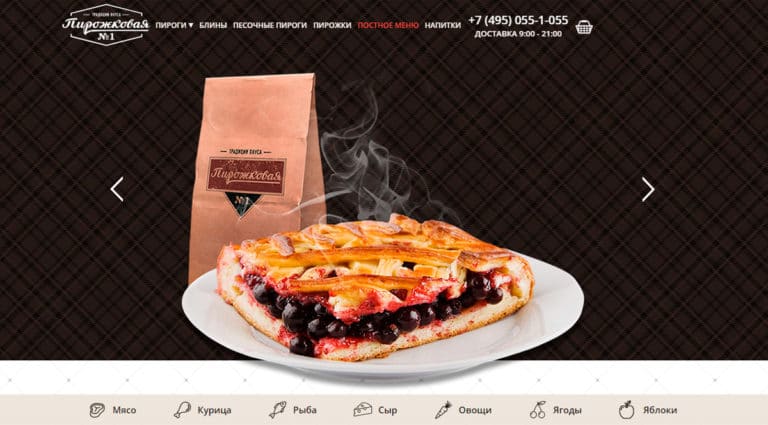 ТРАДИЦИИ ВКУСА
Пирожковая
№1
ПИРОГИ ▾ БЛИНЫ ПЕСОЧНЫЕ ПИРОГИ ПИРОЖКИ ПОСТНОЕ МЕНЮ НАПИТКИ
+7 (495) 055-1-055
ДОСТАВКА 9:00 - 21:00
ТРАДИЦИИ ВКУСА
Пирожковая
№1
Мясо Курица Рыба Сыр Овощи Ягоды Яблоки